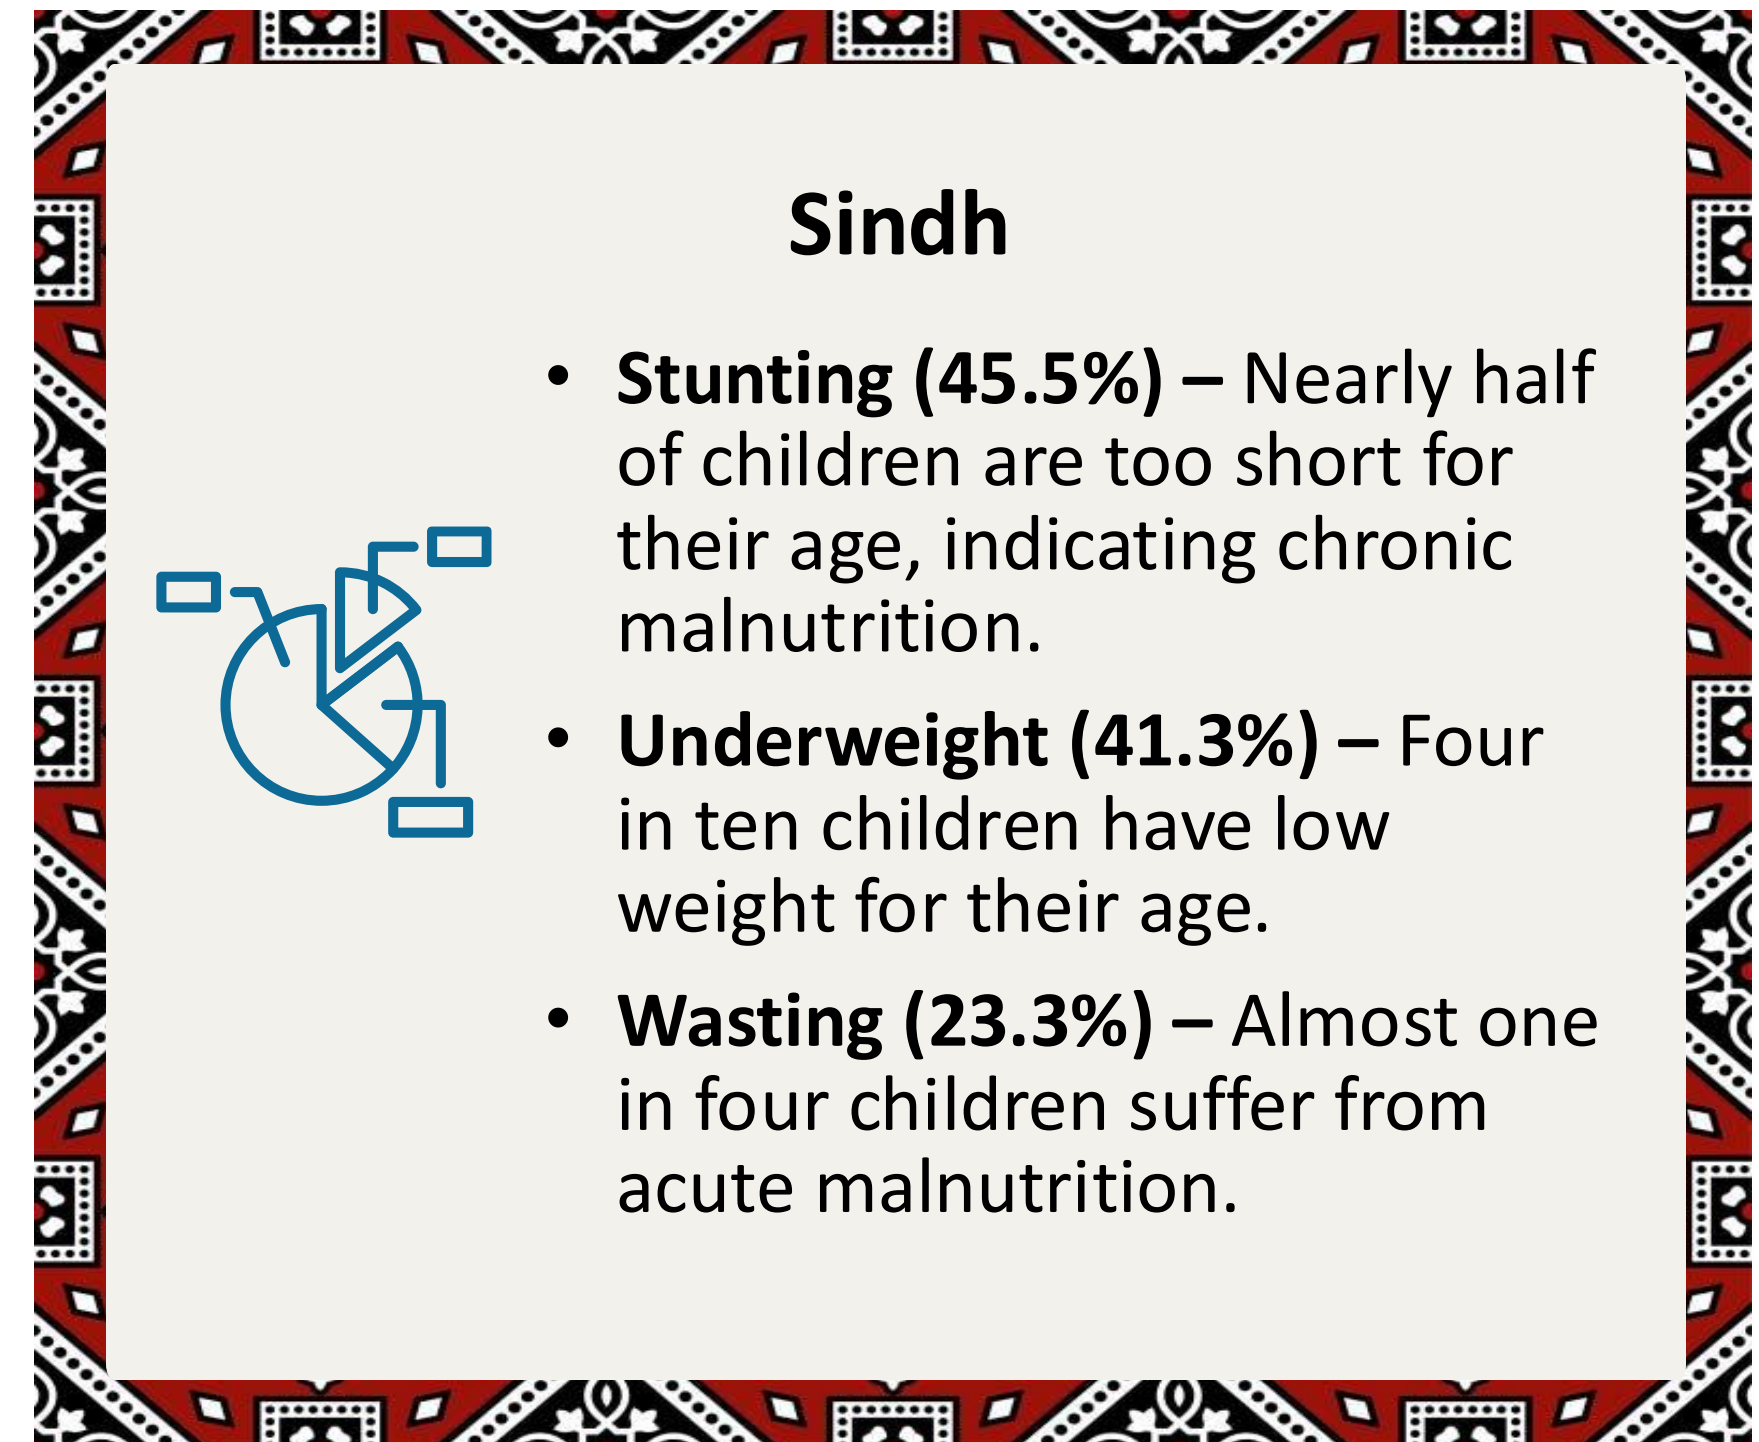 Sindh
• Stunting (45.5%) – Nearly half
of children are too short for
their age, indicating chronic
malnutrition.
• Underweight (41.3%) – Four
in ten children have low
weight for their age.
• Wasting (23.3%) – Almost one
in four children suffer from
acute malnutrition.